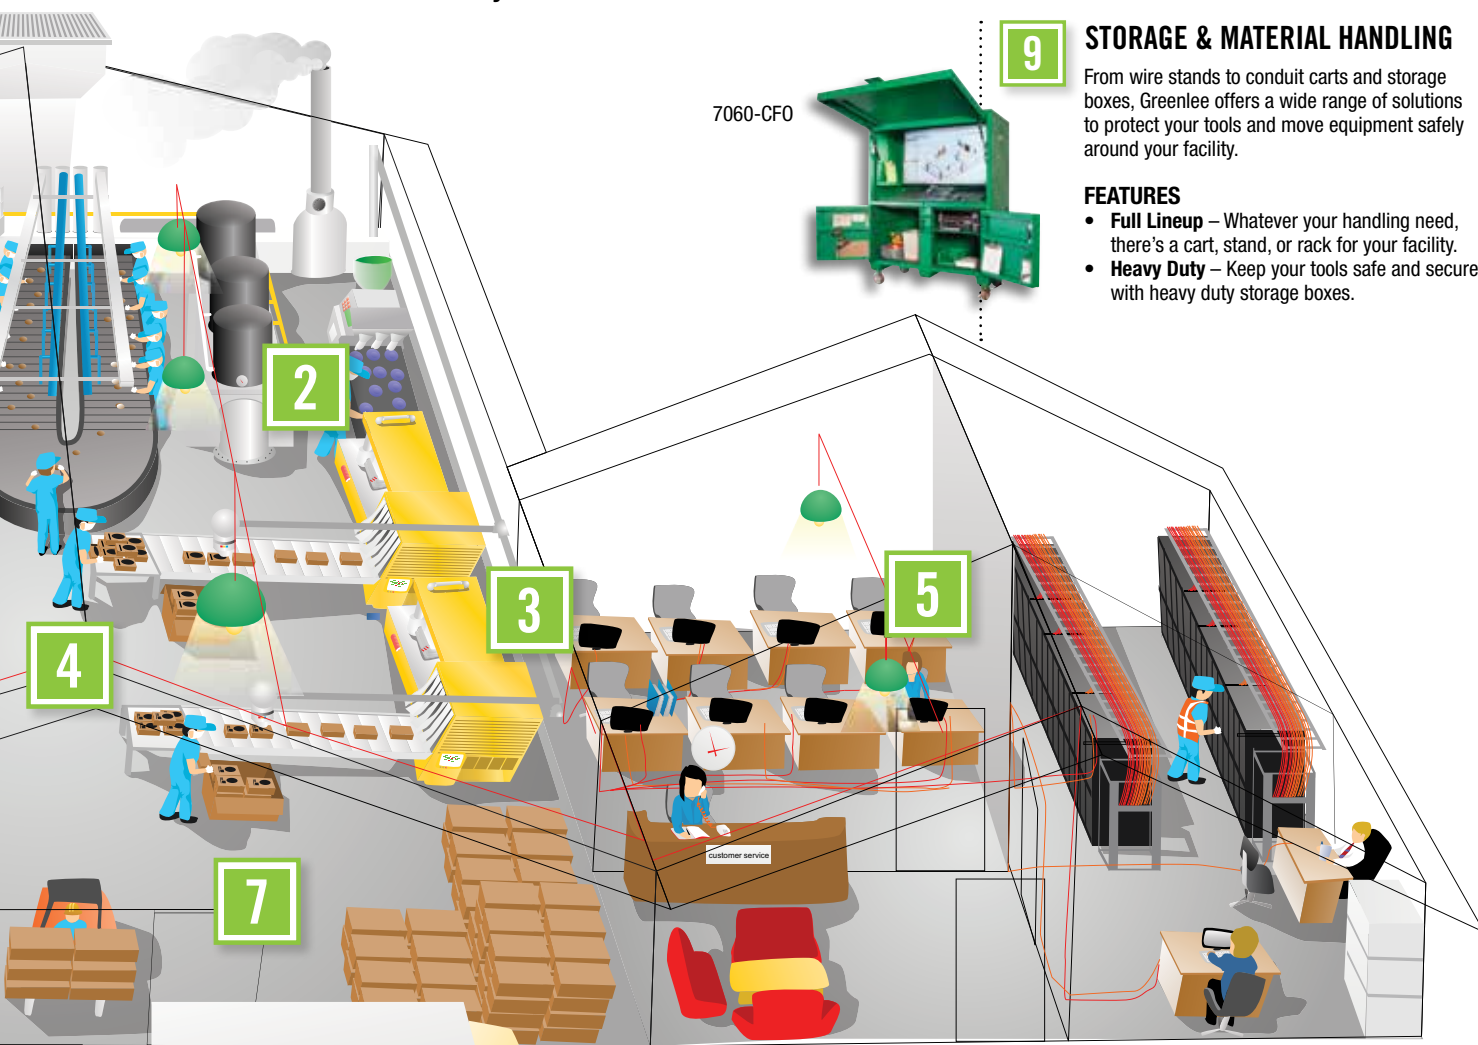 7060-CFO
9
STORAGE & MATERIAL HANDLING
From wire stands to conduit carts and storage
boxes, Greenlee offers a wide range of solutions
to protect your tools and move equipment safely
around your facility.
FEATURES
• Full Lineup – Whatever your handling need,
there's a cart, stand, or rack for your facility.
• Heavy Duty – Keep your tools safe and secure
with heavy duty storage boxes.
2
3
5
4
customer service
7